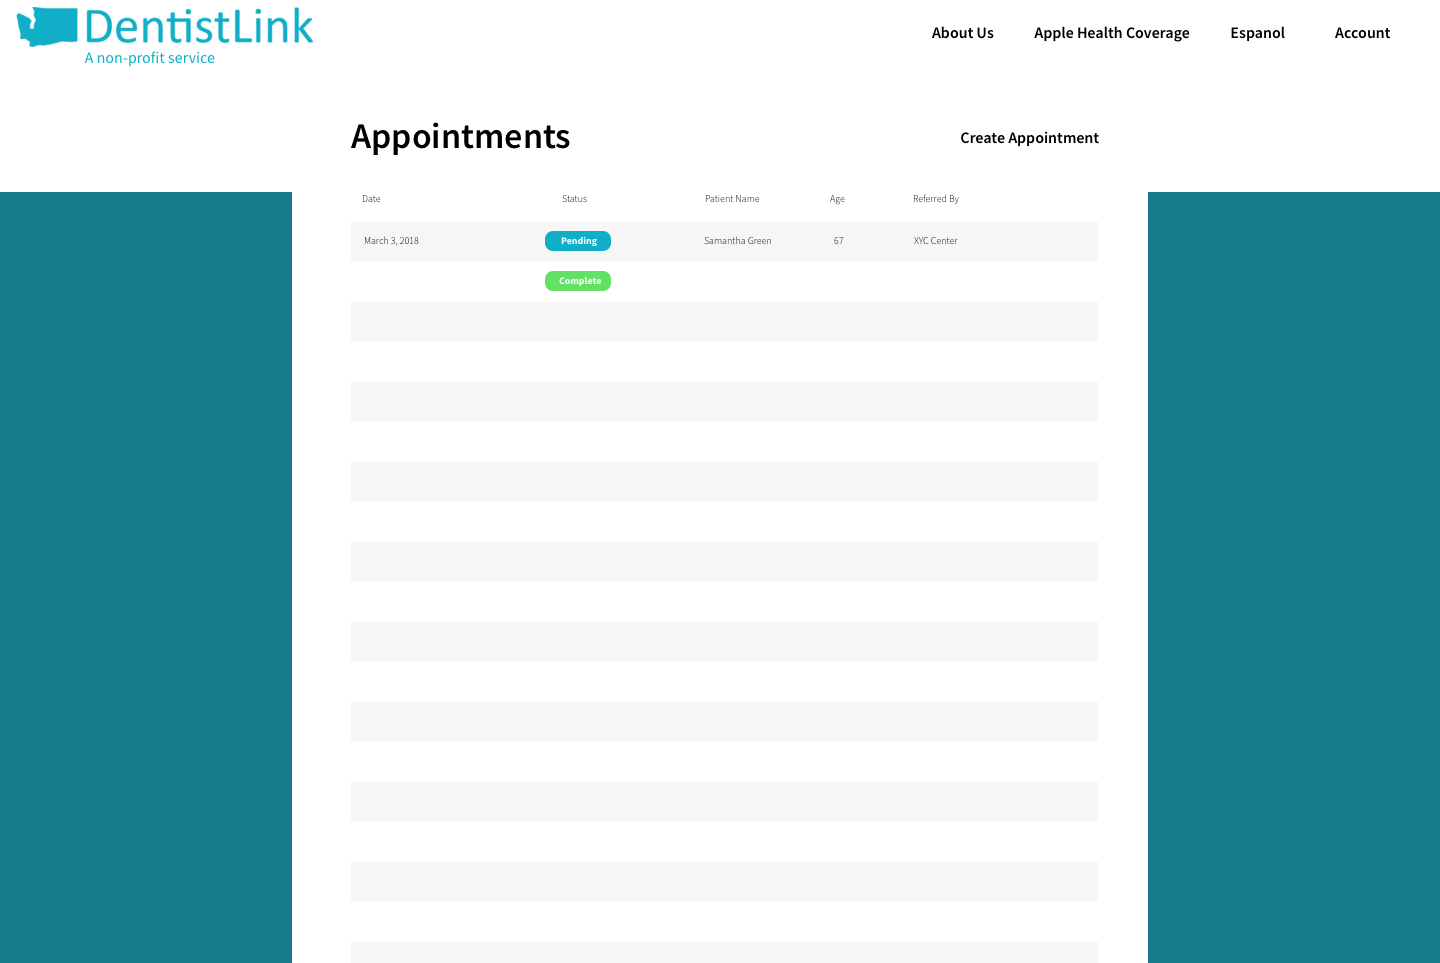 DentistLink
A non-profit service
About Us Apple Health Coverage Espanol Account
Appointments Create Appointment
Date Status Patient Name Age Referred By
March 3, 2018 Pending Samantha Green 67 XYC Center
Complete